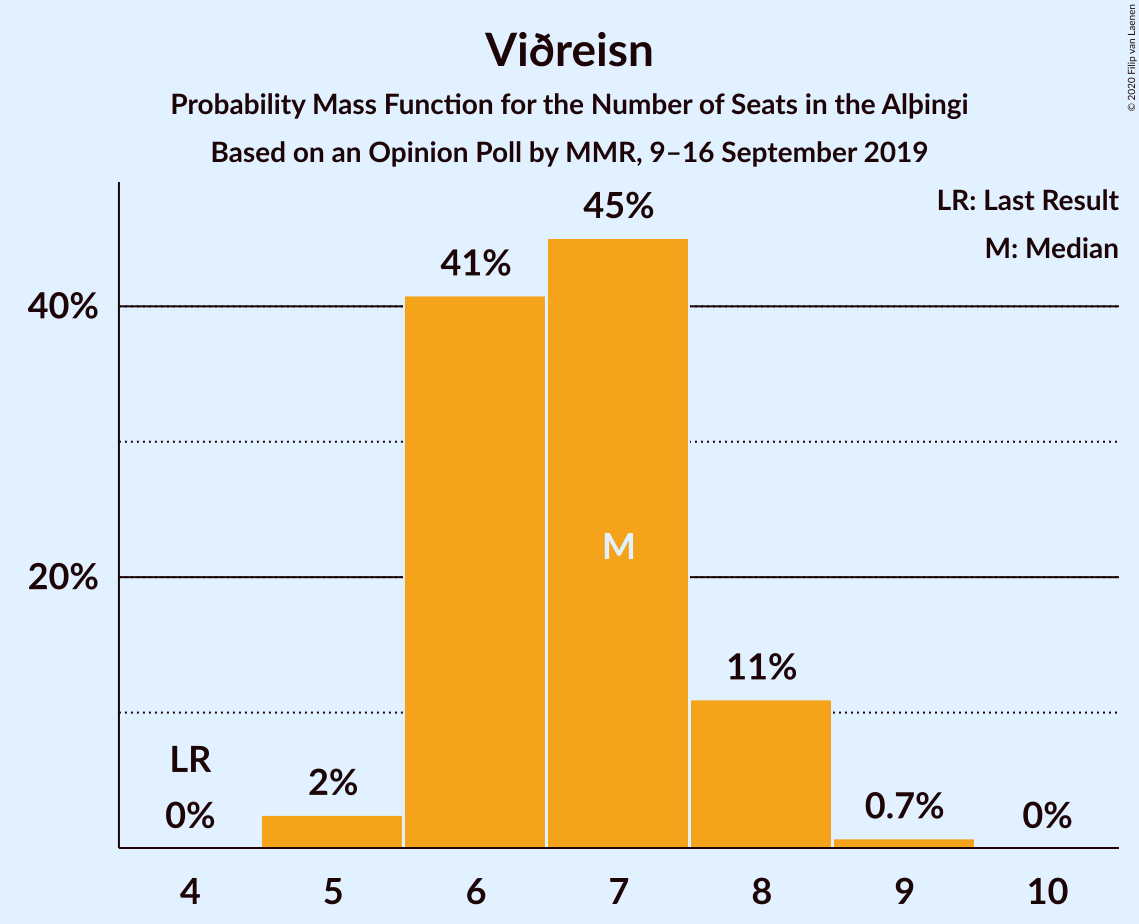 Viðreisn
Probability Mass Function for the Number of Seats in the Alþingi
Based on an Opinion Poll by MMR, 9–16 September 2019
© 2020 Filip van Laenen
LR: Last Result
M: Median
45%
41%
40%
M
20%
11%
LR
2%
0.7%
0%
0%
4 5 6 7 8 9 10